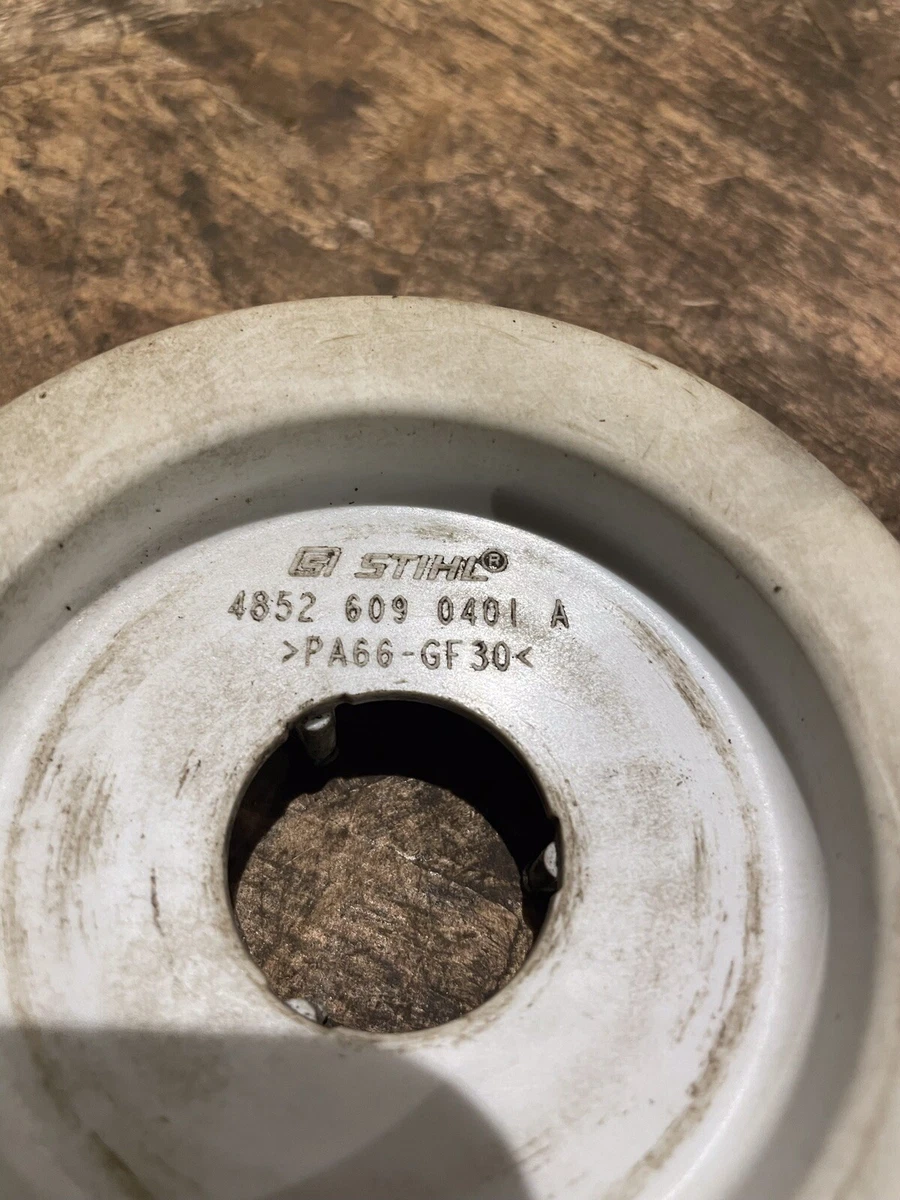 STIHL®
4852 609 0401 A
>PA66-GF30<